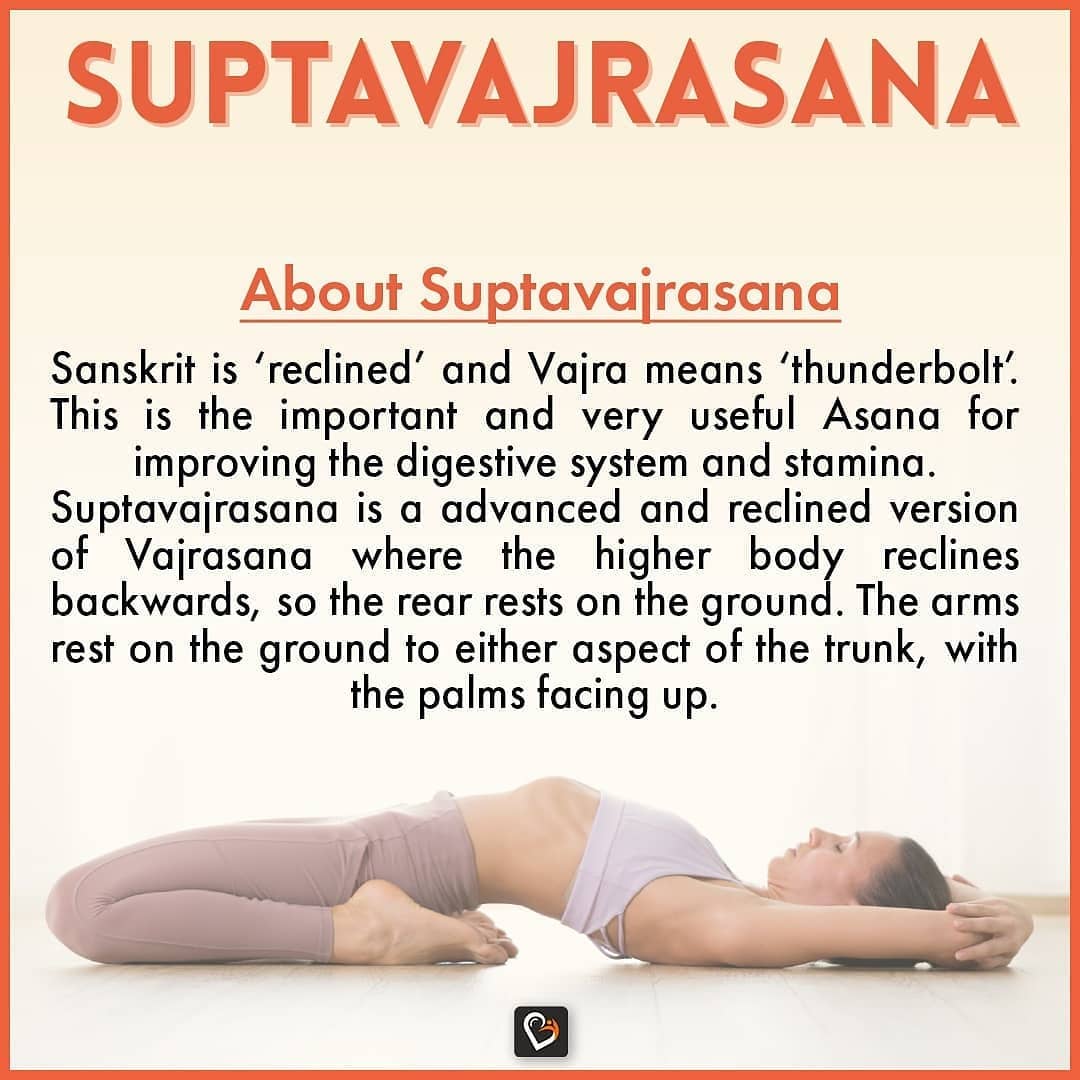 SUPTAVAJRASANA
About Suptavajrasana
Sanskrit is ‘reclined’ and Vajra means ‘thunderbolt’.
This is the important and very useful Asana for
improving the digestive system and stamina.
Suptavajrasana is a advanced and reclined version
of Vajrasana where the higher body reclines
backwards, so the rear rests on the ground. The arms
rest on the ground to either aspect of the trunk, with
the palms facing up.